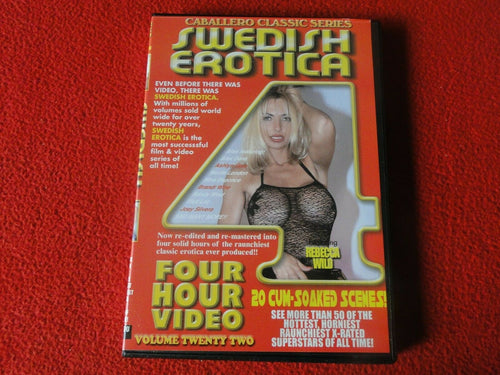 CABALLERO CLASSIC SERIES
SWEDISH
EROTICA
EVEN BEFORE THERE WAS
VIDEO, THERE WAS
SWEDISH EROTICA.
With millions of
volumes sold world
wide for over
twenty years,
SWEDISH
EROTICA is the
most successful
film & video
series of
all time!
Joey Silvera
Now re-edited and re-mastered into
four solid hours of the raunchiest
classic erotica ever produced!!
REBECCA
WILD
FOUR
HOUR
VIDEO
VOLUME TWENTY TWO
20 CUM-SOAKED SCENES!
SEE MORE THAN 50 OF THE
HOTTEST, HORNIEST
RAUNCHIEST X-RATED
SUPERSTARS OF ALL TIME!